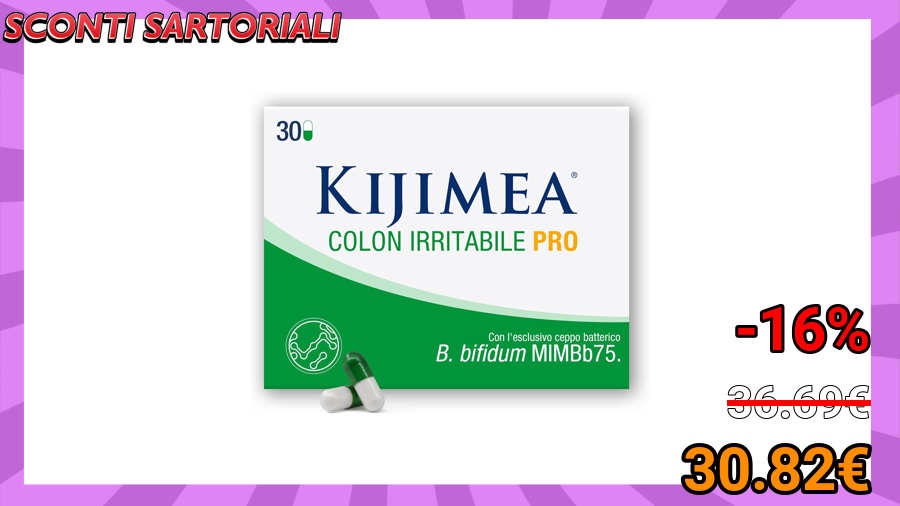 SCONTI SARTORIALI
30
KIJIMEA®
COLON IRRITABILE PRO
Con l'esclusivo ceppo batterico
B. bifidum MIMBb75.
-16%
36.69€
30.82€